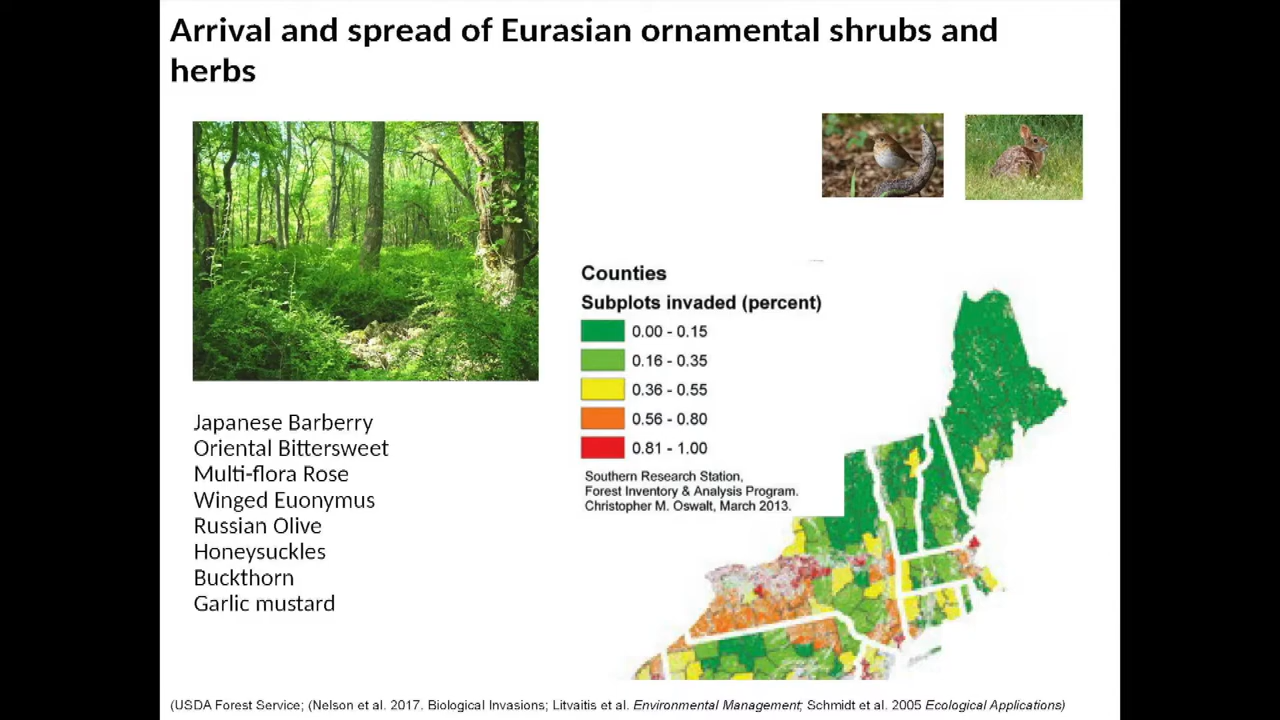 Arrival and spread of Eurasian ornamental shrubs and
herbs
Counties
Subplots invaded (percent)
0.00 - 0.15
0.16 - 0.35
0.36 - 0.55
0.56 - 0.80
0.81 - 1.00
Southern Research Station,
Forest Inventory & Analysis Program.
Christopher M. Oswalt, March 2013.
Japanese Barberry
Oriental Bittersweet
Multi-flora Rose
Winged Euonymus
Russian Olive
Honeysuckles
Buckthorn
Garlic mustard
(USDA Forest Service; (Nelson et al. 2017. Biological Invasions; Litvaitis et al. Environmental Management; Schmidt et al. 2005 Ecological Applications)